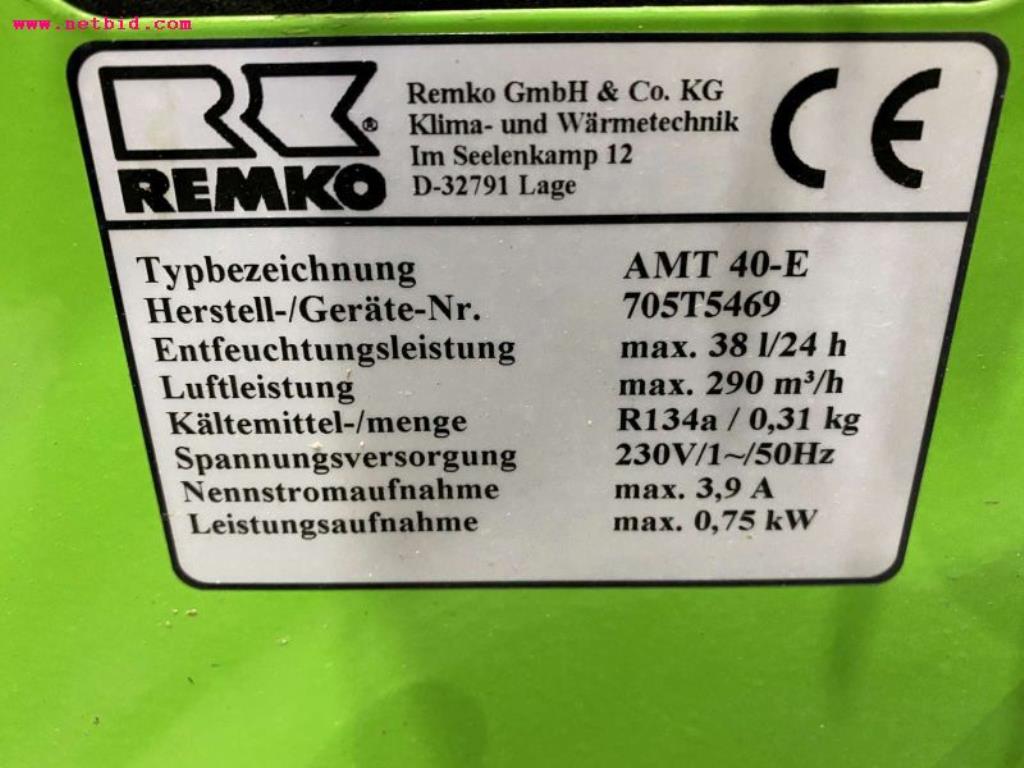 www.netbid.com
REMKO
®
Remko GmbH & Co. KG
Klima- und Wärmetechnik
Im Seelenkamp 12
D-32791 Lage
CE
Typbezeichnung AMT 40-E
Herstell-/Geräte-Nr. 705T5469
Entfeuchtungsleistung max. 38 l/24 h
Luftleistung max. 290 m³/h
Kältemittel-/menge R134a / 0,31 kg
Spannungsversorgung 230V/1~/50Hz
Nennstromaufnahme max. 3,9 A
Leistungsaufnahme max. 0,75 kW